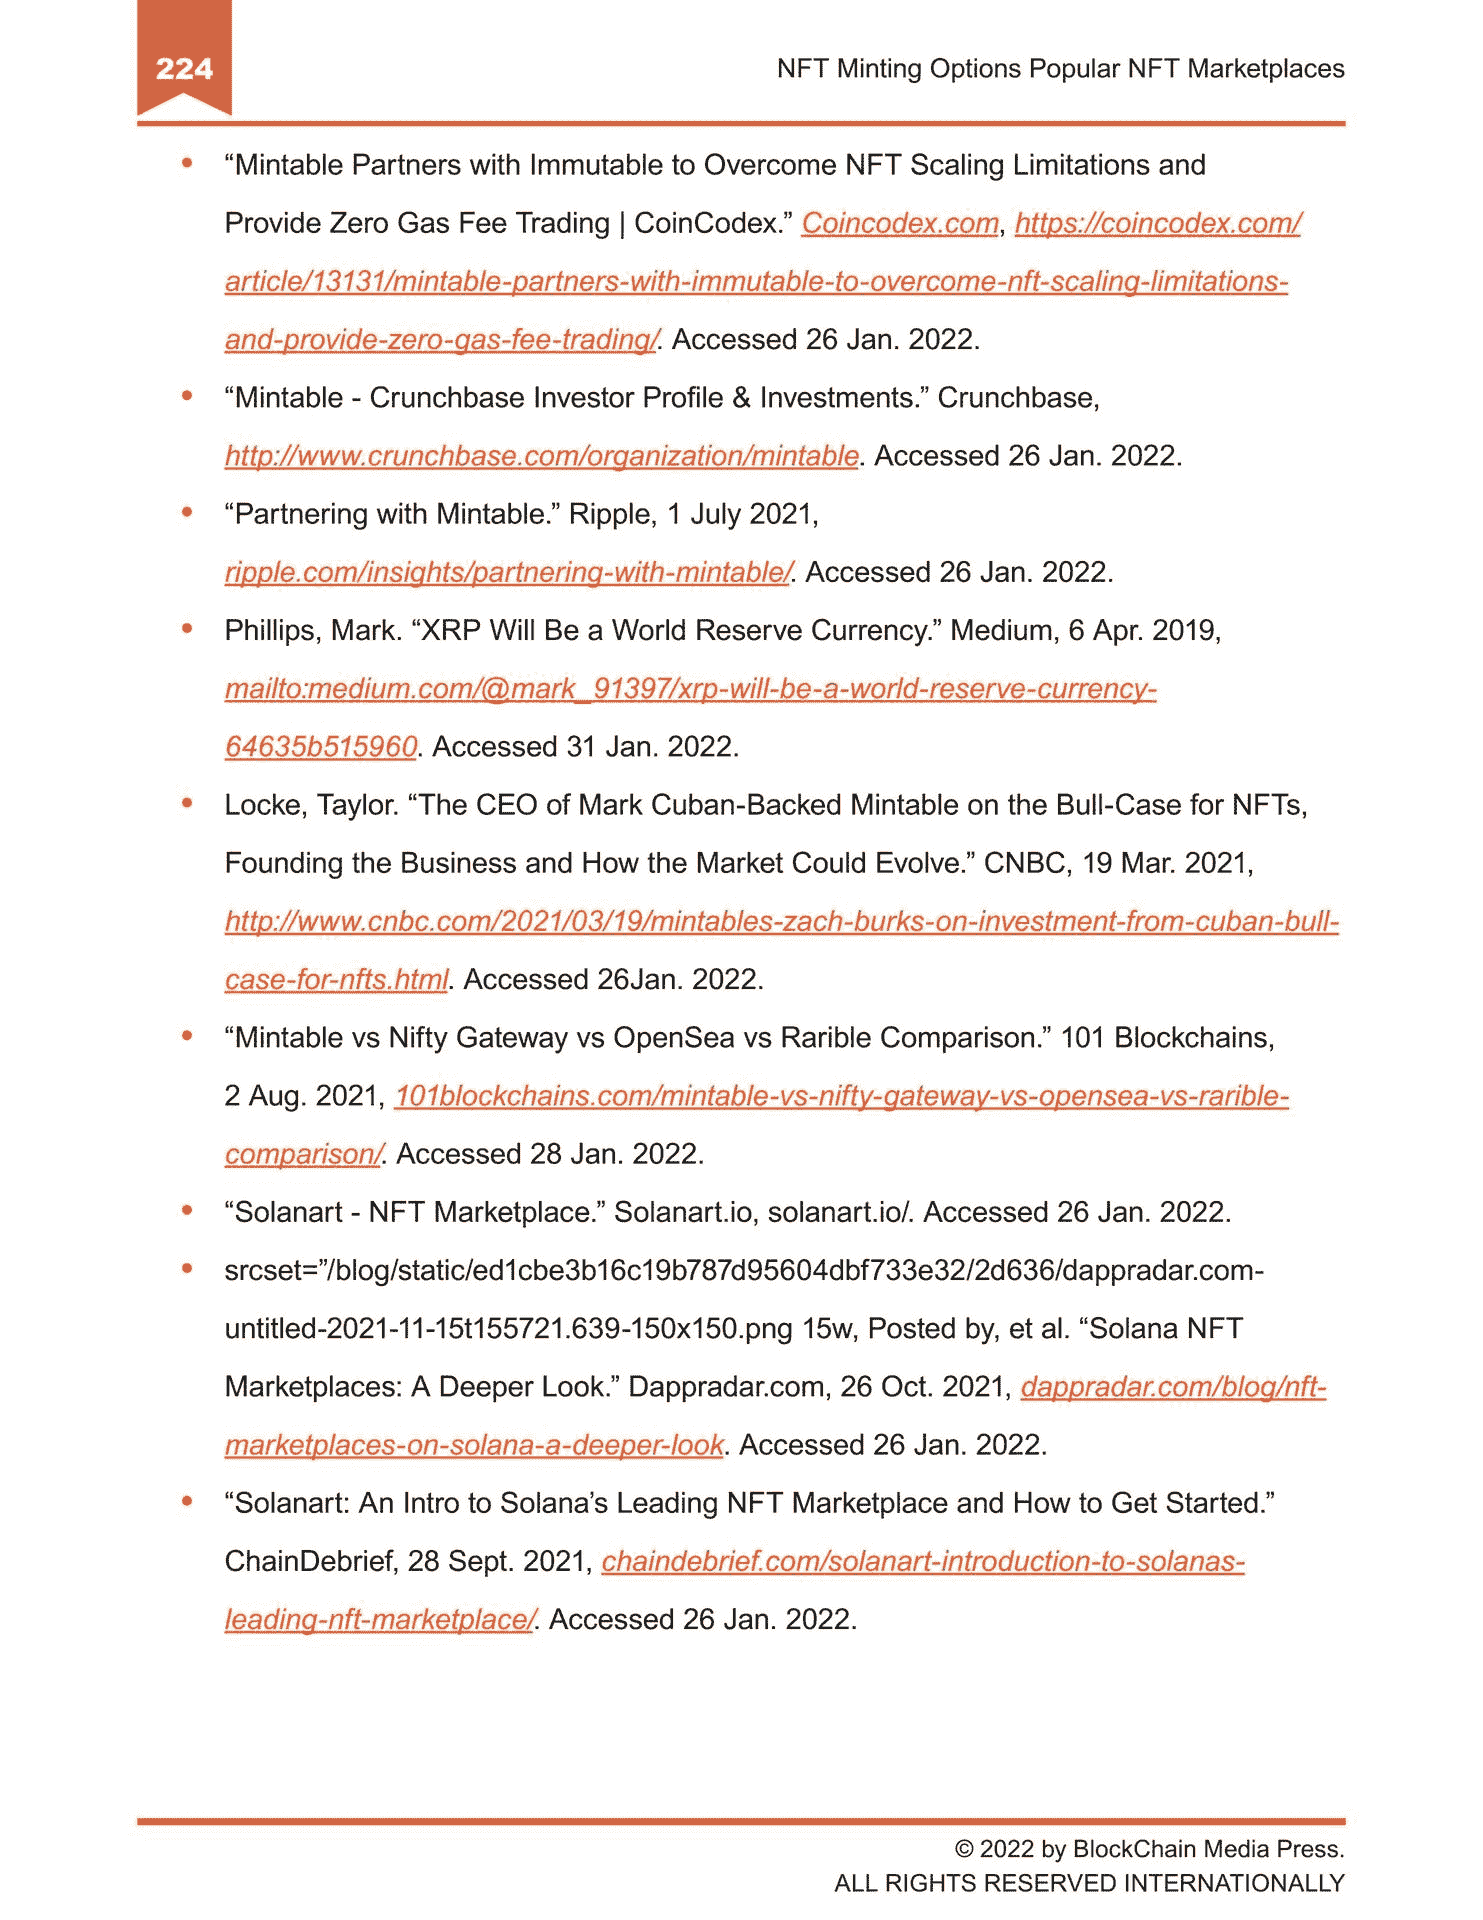 224
NFT Minting Options Popular NFT Marketplaces
• “Mintable Partners with Immutable to Overcome NFT Scaling Limitations and
Provide Zero Gas Fee Trading | CoinCodex.” Coincodex.com, https://coincodex.com/
article/13131/mintable-partners-with-immutable-to-overcome-nft-scaling-limitations-
and-provide-zero-gas-fee-trading/. Accessed 26 Jan. 2022.
• “Mintable - Crunchbase Investor Profile & Investments.” Crunchbase,
http://www.crunchbase.com/organization/mintable. Accessed 26 Jan. 2022.
• “Partnering with Mintable.” Ripple, 1 July 2021,
ripple.com/insights/partnering-with-mintable/. Accessed 26 Jan. 2022.
• Phillips, Mark. “XRP Will Be a World Reserve Currency.” Medium, 6 Apr. 2019,
mailto:medium.com/@mark_91397/xrp-will-be-a-world-reserve-currency-
64635b515960. Accessed 31 Jan. 2022.
• Locke, Taylor. “The CEO of Mark Cuban-Backed Mintable on the Bull-Case for NFTs,
Founding the Business and How the Market Could Evolve.” CNBC, 19 Mar. 2021,
http://www.cnbc.com/2021/03/19/mintables-zach-burks-on-investment-from-cuban-bull-
case-for-nfts.html. Accessed 26Jan. 2022.
• “Mintable vs Nifty Gateway vs OpenSea vs Rarible Comparison.” 101 Blockchains,
2 Aug. 2021, 101blockchains.com/mintable-vs-nifty-gateway-vs-opensea-vs-rarible-
comparison/. Accessed 28 Jan. 2022.
• “Solanart - NFT Marketplace.” Solanart.io, solanart.io/. Accessed 26 Jan. 2022.
• srcset=”/blog/static/ed1cbe3b16c19b787d95604dbf733e32/2d636/dappradar.com-
untitled-2021-11-15t155721.639-150x150.png 15w, Posted by, et al. “Solana NFT
Marketplaces: A Deeper Look.” Dappradar.com, 26 Oct. 2021, dappradar.com/blog/nft-
marketplaces-on-solana-a-deeper-look. Accessed 26 Jan. 2022.
• “Solanart: An Intro to Solana’s Leading NFT Marketplace and How to Get Started.”
ChainDebrief, 28 Sept. 2021, chaindebrief.com/solanart-introduction-to-solanas-
leading-nft-marketplace/. Accessed 26 Jan. 2022.
© 2022 by BlockChain Media Press.
ALL RIGHTS RESERVED INTERNATIONALLY